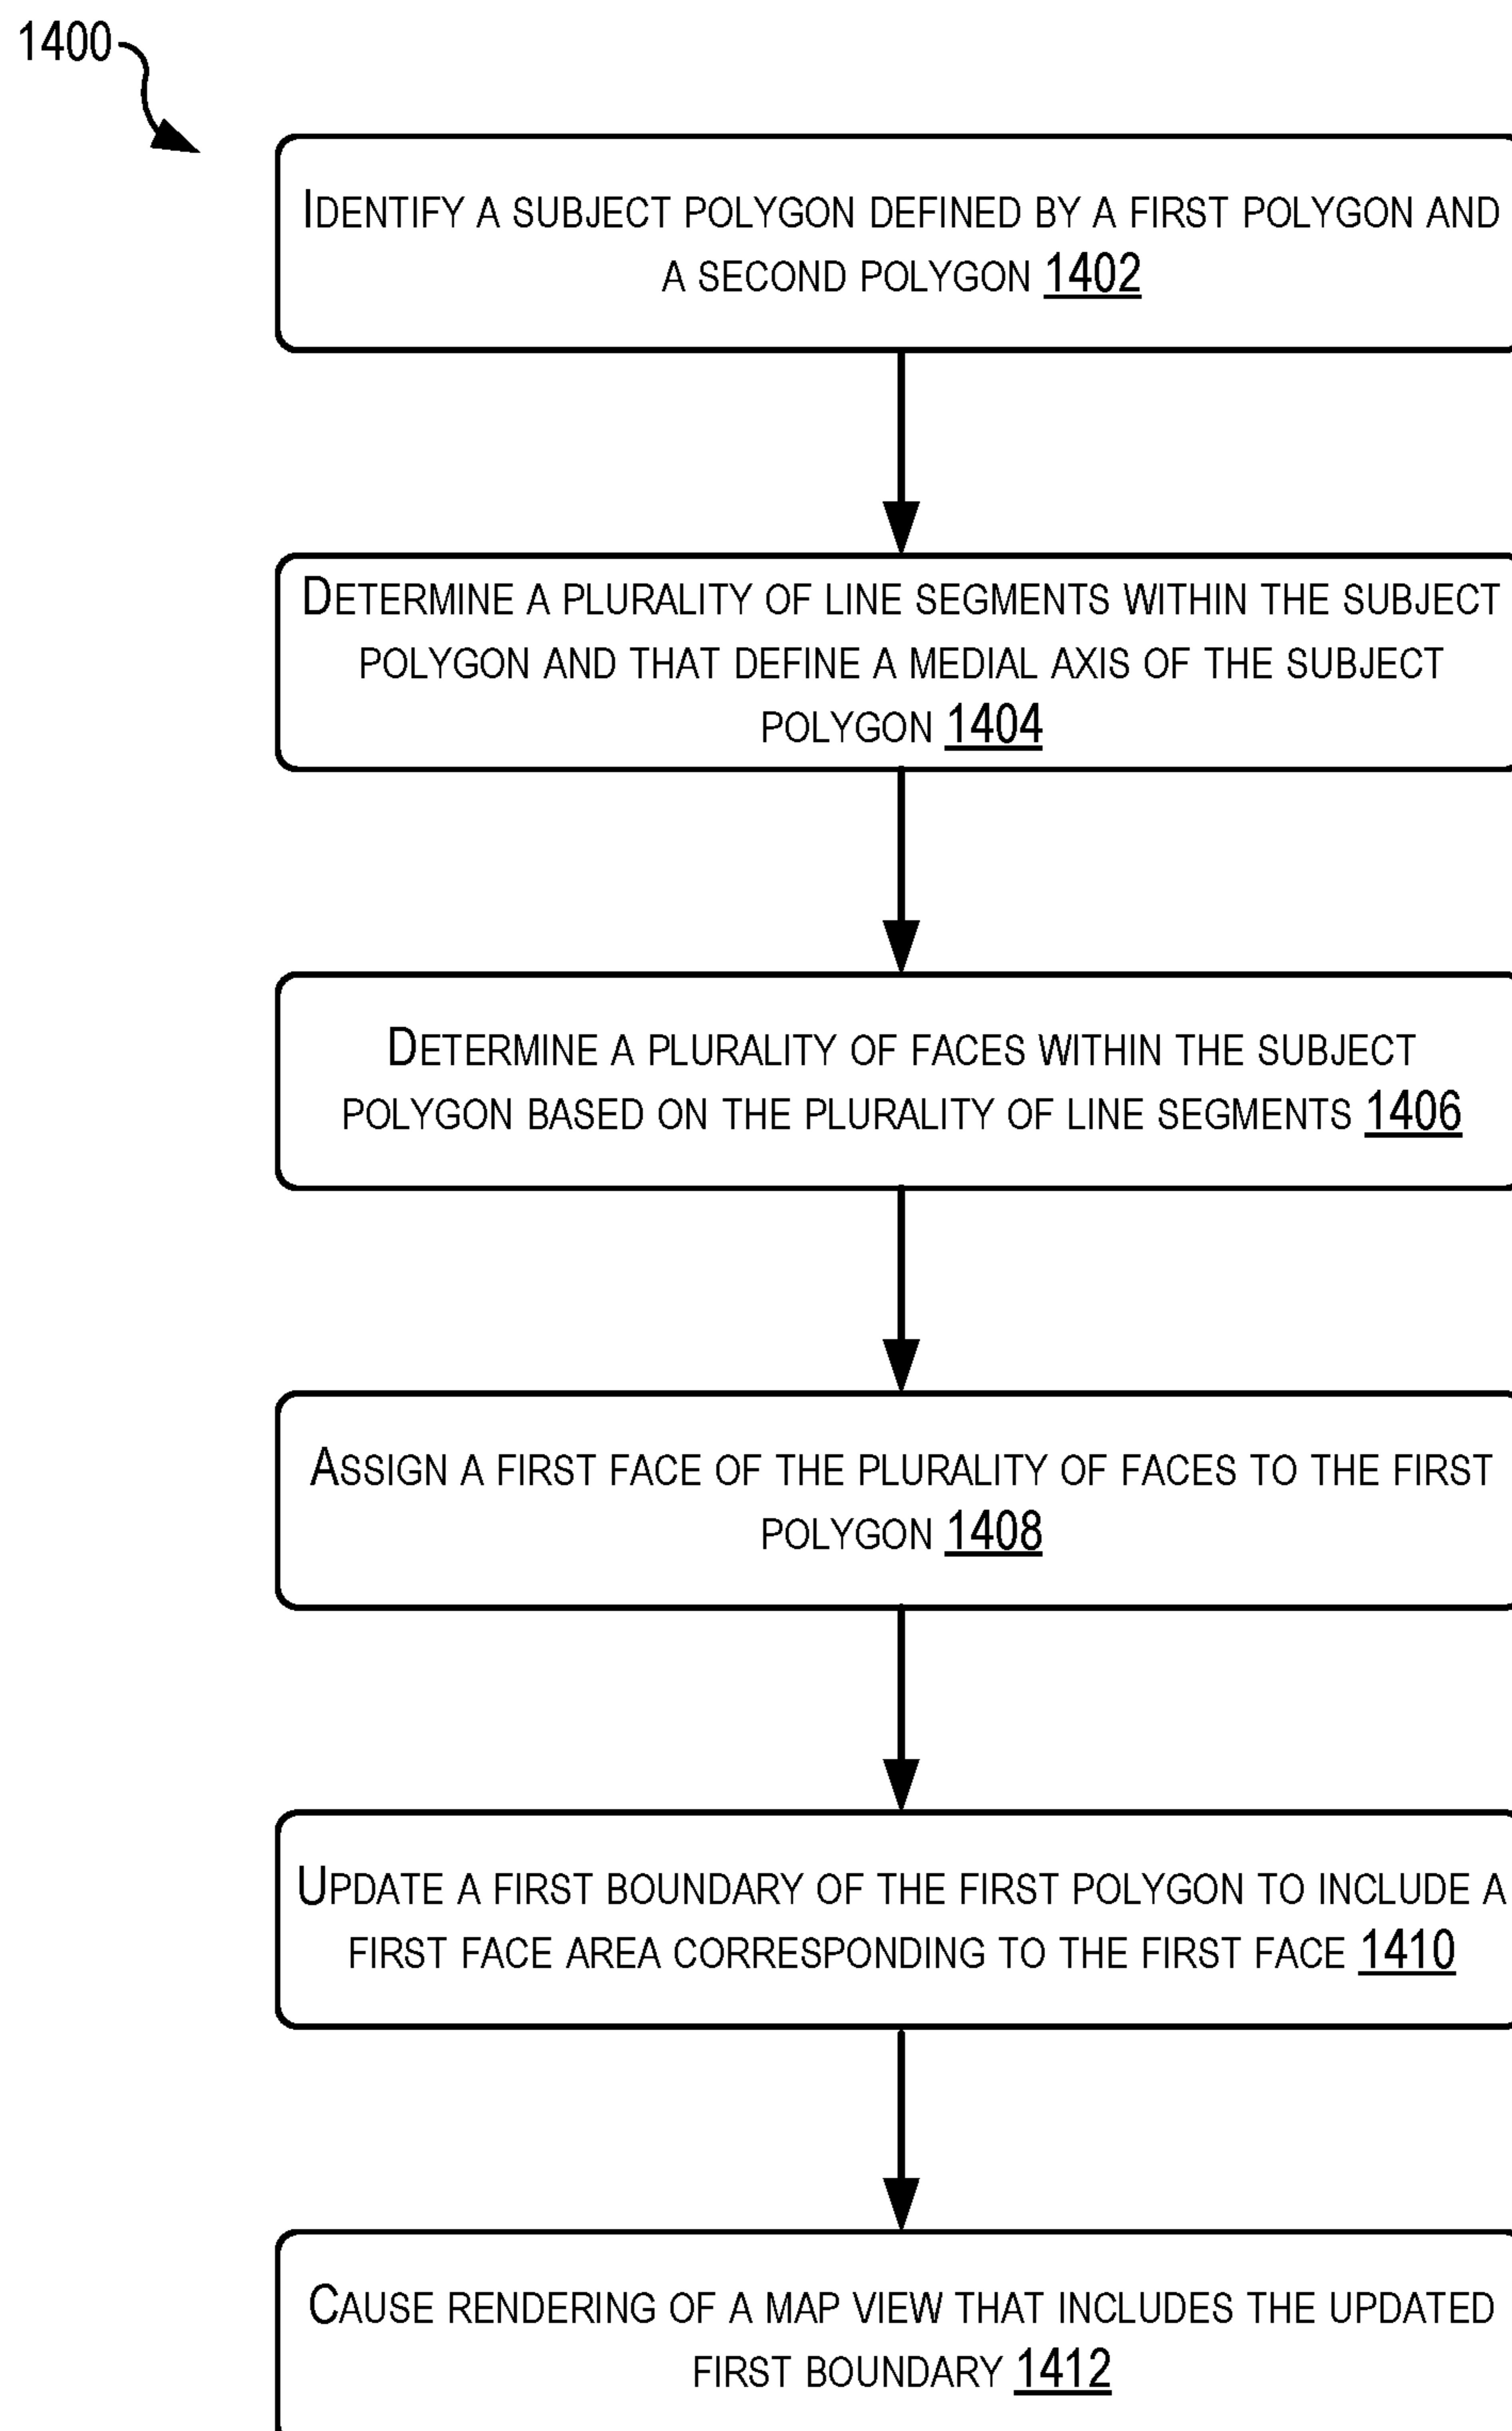 1400
Identify a subject polygon defined by a first polygon and
a second polygon 1402
Determine a plurality of line segments within the subject
polygon and that define a medial axis of the subject
polygon 1404
Determine a plurality of faces within the subject
polygon based on the plurality of line segments 1406
Assign a first face of the plurality of faces to the first
polygon 1408
Update a first boundary of the first polygon to include a
first face area corresponding to the first face 1410
Cause rendering of a map view that includes the updated
first boundary 1412